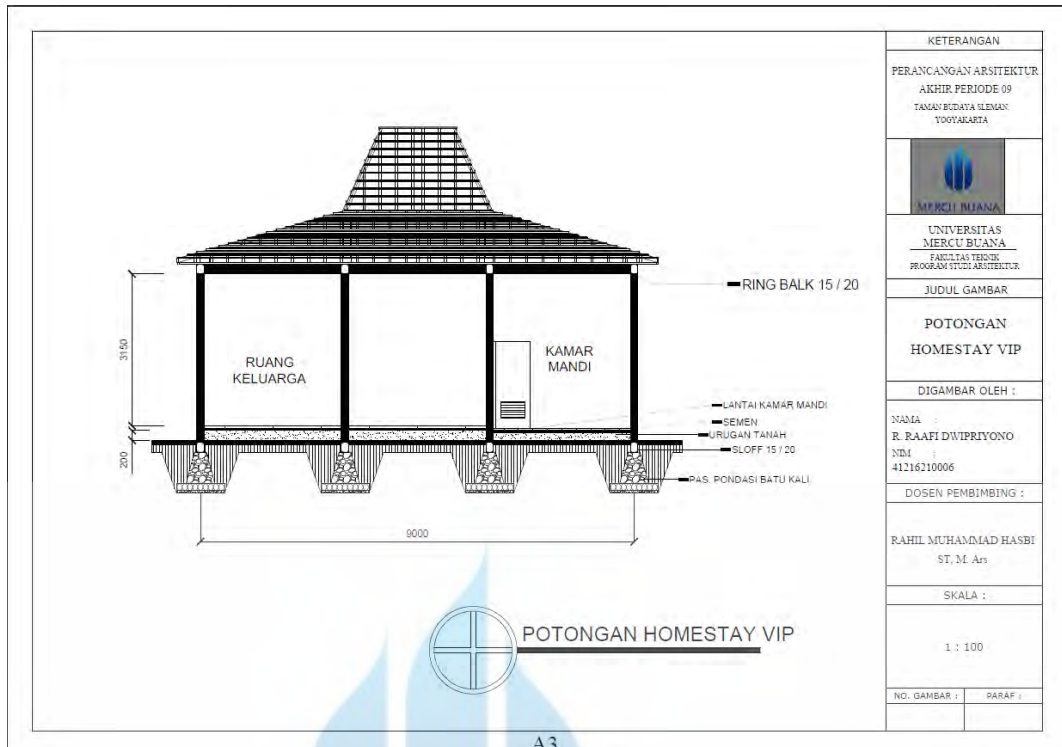 RING BALK 15 / 20
3150
RUANG
KELUARGA
KAMAR
MANDI
LANTAI KAMAR MANDI
SEMEN
URUGAN TANAH
200
SLOFF 15 / 20
PAS. PONDASI BATU KALI
9000
POTONGAN HOMESTAY VIP
KETERANGAN
PERANCANGAN ARSITEKTUR
AKHIR PERIODE 09
TAMAN BUDAYA SLEMAN
YOGYAKARTA
MERCU BUANA
UNIVERSITAS
MERCU BUANA
FAKULTAS TEKNIK
PROGRAM STUDI ARSITEKTUR
JUDUL GAMBAR
POTONGAN
HOMESTAY VIP
DIGAMBAR OLEH :
NAMA :
R. RAAFI DWIPRIYONO
NIM :
41216210006
DOSEN PEMBIMBING :
RAHIL MUHAMMAD HASBI
ST, M. Ars
SKALA :
1 : 100
NO. GAMBAR : PARAF :
A3